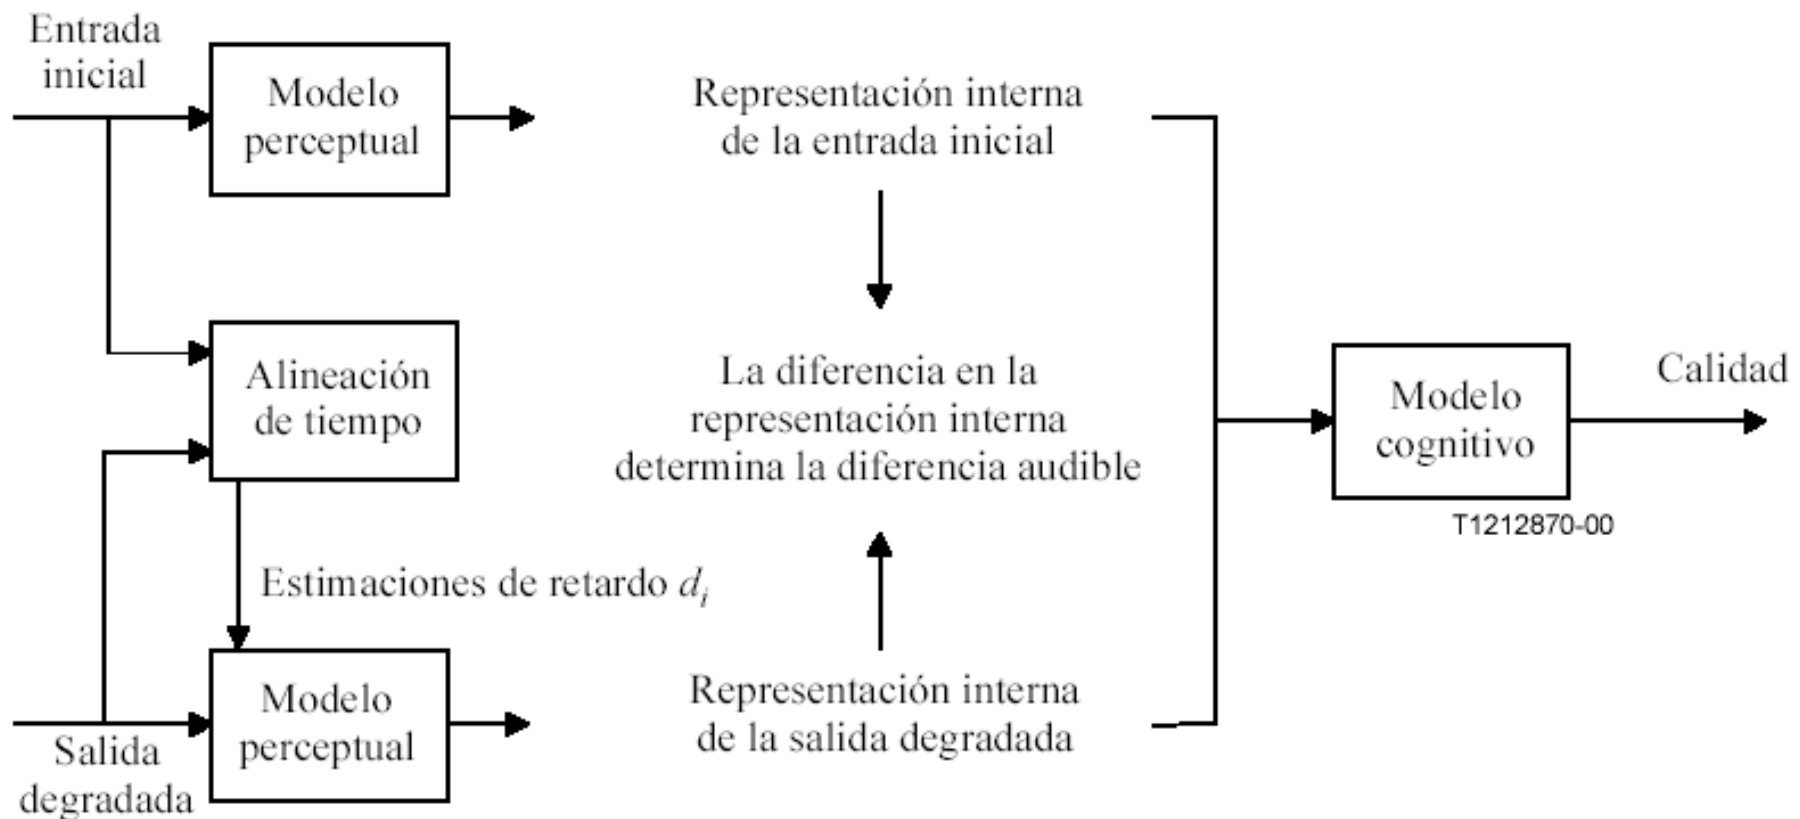 Entrada
inicial
Modelo
perceptual
Representación interna
de la entrada inicial
Alineación
de tiempo
La diferencia en la
representación interna
determina la diferencia audible
Modelo
cognitivo
Calidad
T1212870-00
Estimaciones de retardo di
Salida
degradada
Modelo
perceptual
Representación interna
de la salida degradada